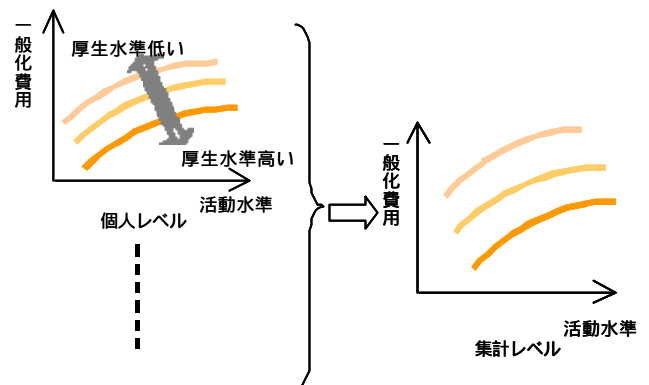 一般化費用
厚生水準低い
厚生水準高い
活動水準
個人レベル
一般化費用
活動水準
集計レベル